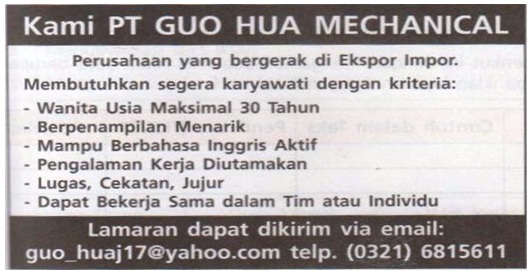 Kami PT GUO HUA MECHANICAL
Perusahaan yang bergerak di Ekspor Impor.
Membutuhkan segera karyawati dengan kriteria:
- Wanita Usia Maksimal 30 Tahun
- Berpenampilan Menarik
- Mampu Berbahasa Inggris Aktif
- Pengalaman Kerja Diutamakan
- Lugas, Cekatan, Jujur
- Dapat Bekerja Sama dalam Tim atau Individu
Lamaran dapat dikirim via email:
guo_huaj17@yahoo.com telp. (0321) 6815611